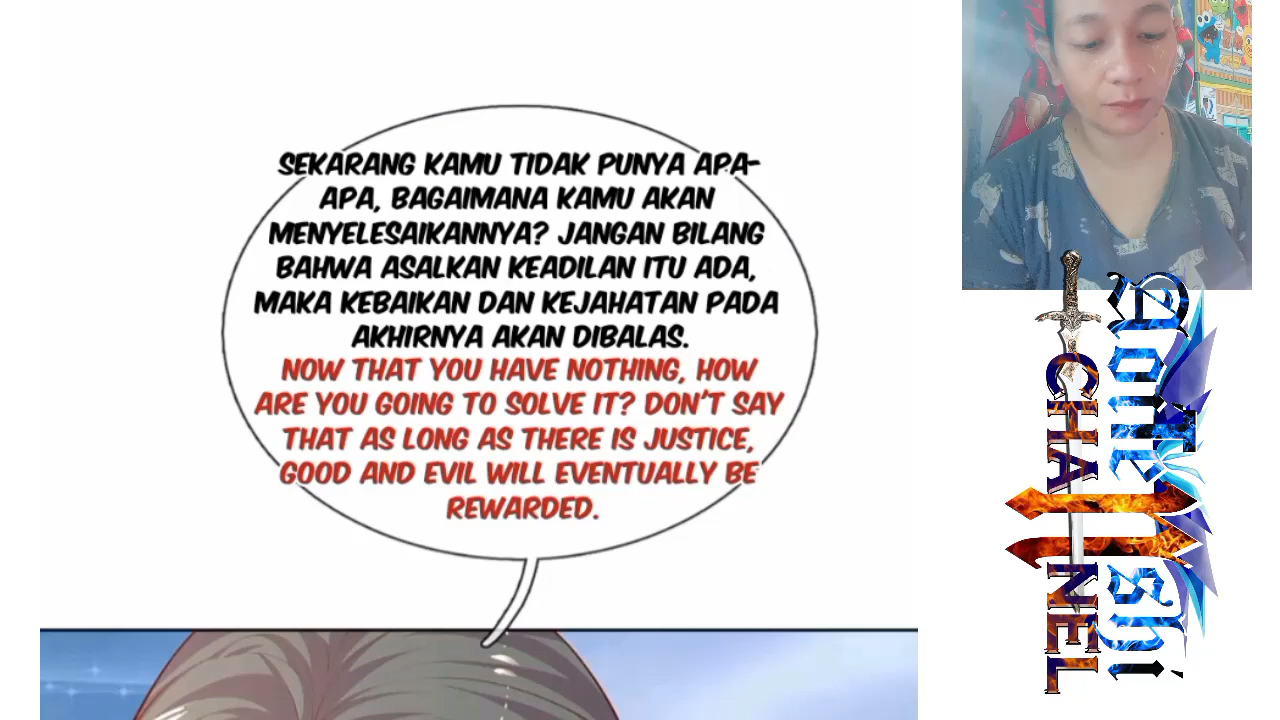 SEKARANG KAMU TIDAK PUNYA APA-
APA, BAGAIMANA KAMU AKAN
MENYELESAIKANNYA? JANGAN BILANG
BAHWA ASALKAN KEADILAN ITU ADA,
MAKA KEBAIKAN DAN KEJAHATAN PADA
AKHIRNYA AKAN DIBALAS.
NOW THAT YOU HAVE NOTHING, HOW
ARE YOU GOING TO SOLVE IT? DON'T SAY
THAT AS LONG AS THERE IS JUSTICE,
GOOD AND EVIL WILL EVENTUALLY BE
REWARDED.
CHANNEL